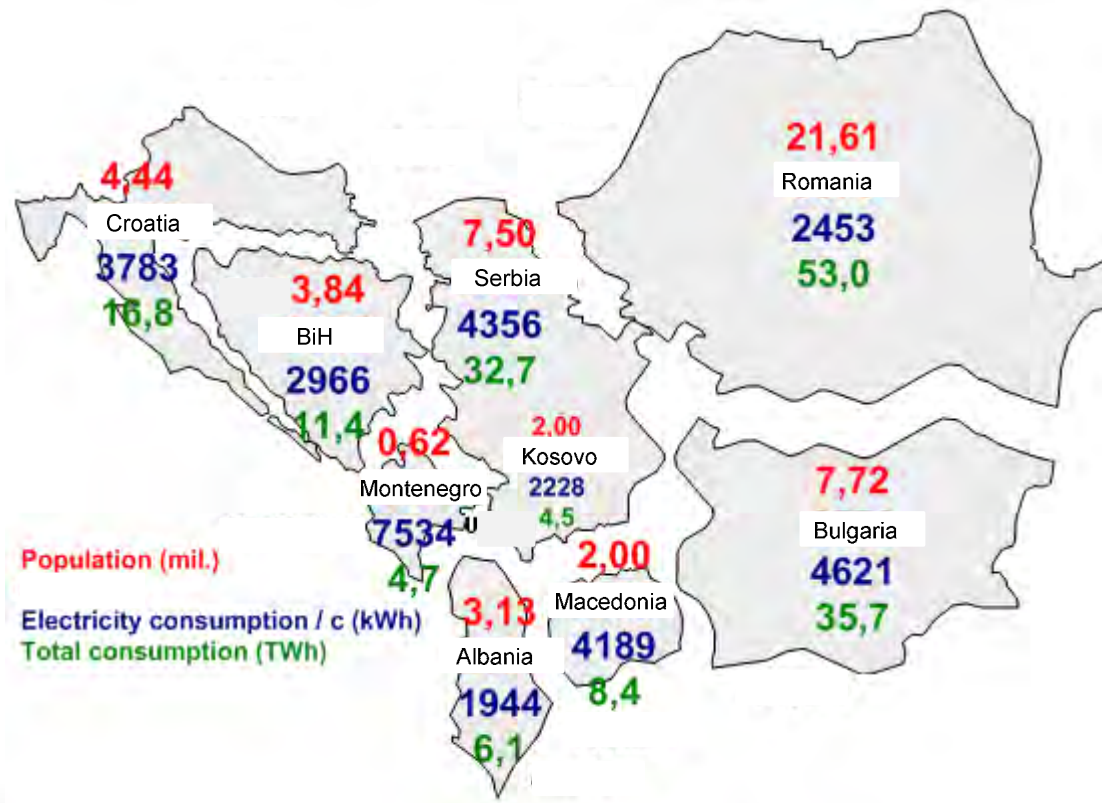 4,44
Croatia
3783
16,8
3,84
BiH
2966
11,4
0,62
Montenegro
7534
4,7
7,50
Serbia
4356
32,7
2,00
Kosovo
2228
4,5
21,61
Romania
2453
53,0
7,72
Bulgaria
4621
35,7
2,00
Macedonia
4189
8,4
3,13
Albania
1944
6,1
Population (mil.)
Electricity consumption / c (kWh)
Total consumption (TWh)